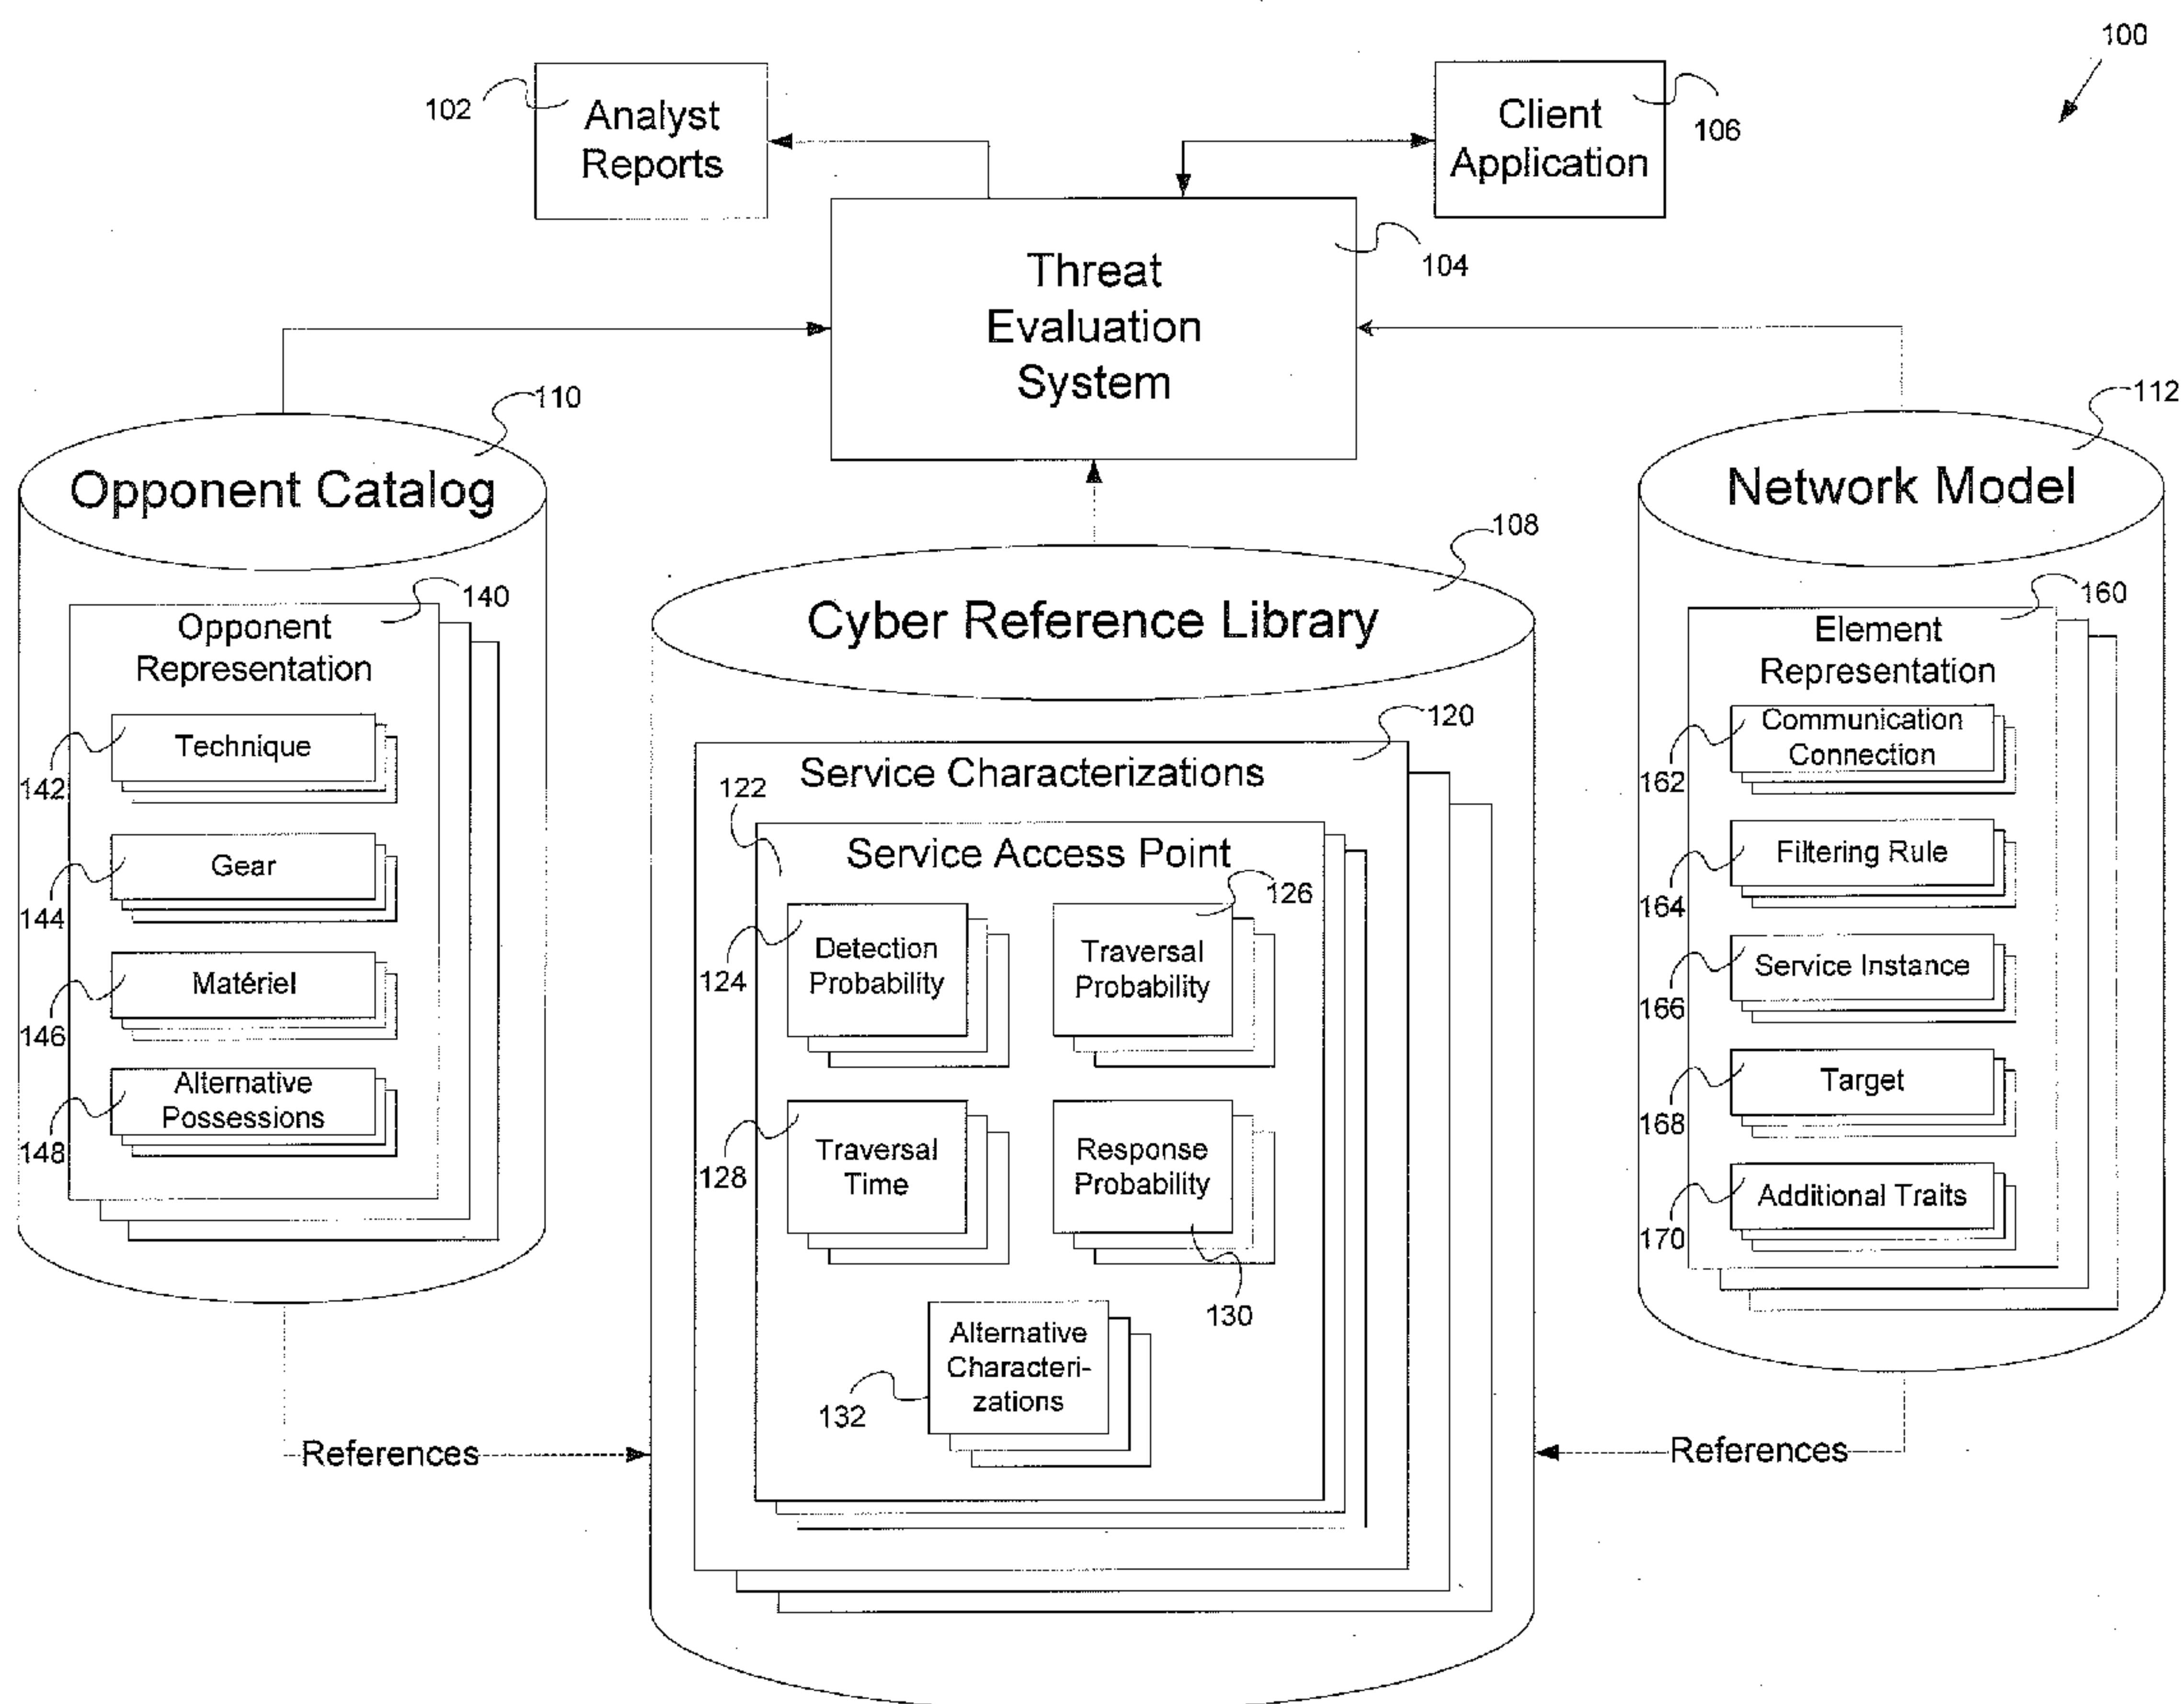 100
102
Analyst
Reports
Client
Application
106
Threat
Evaluation
System
104
110
Opponent Catalog
112
Network Model
108
Cyber Reference Library
140
Opponent
Representation
Technique
142
Gear
144
Matériel
146
Alternative
Possessions
148
References
120
Service Characterizations
122
Service Access Point
126
Detection
Probability
124
Traversal
Probability
Traversal
Time
128
Response
Probability
130
Alternative
Characteri-
zations
132
160
Element
Representation
Communication
Connection
162
Filtering Rule
164
Service Instance
166
Target
168
Additional Traits
170
References